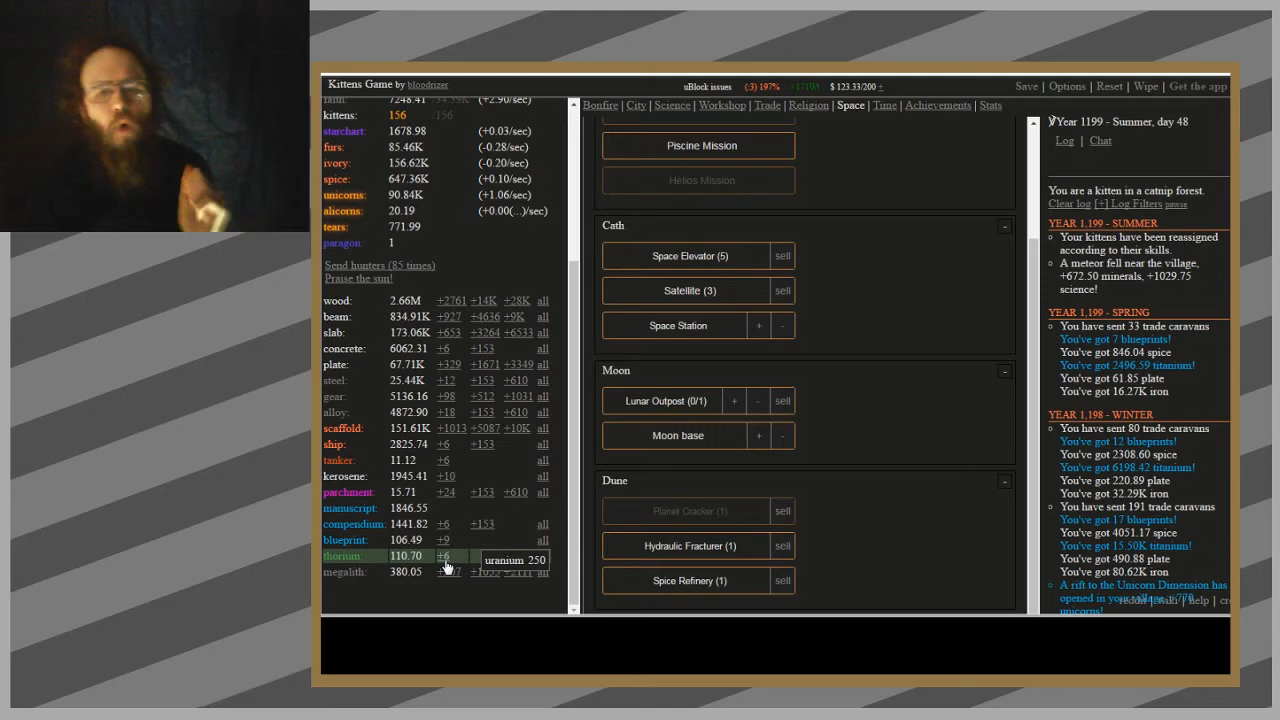 Kittens Game by bloodrizer
uBlock issues
(:3) 197%
$ 123.33/200 ±
Save | Options | Reset | Wipe | Get the app
Bonfire | City | Science | Workshop | Trade | Religion | Space | Time | Achievements | Stats
faith: 7248.41 (+2.90/sec)
kittens: 156 /156
starchart: 1678.98 (+0.03/sec)
furs: 85.46K (-0.28/sec)
ivory: 156.62K (-0.20/sec)
spice: 647.36K (+0.10/sec)
unicorns: 90.84K (+1.06/sec)
alicorns: 20.19 (+0.00(...)/sec)
tears: 771.99
paragon: 1
Send hunters (85 times)
Praise the sun!
wood: 2.66M +2761 +14K +28K all
beam: 834.91K +927 +4636 +9K all
slab: 173.06K +653 +3264 +6533 all
concrete: 6062.31 +6 +153 all
plate: 67.71K +329 +1671 +3349 all
steel: 25.44K +12 +153 +610 all
gear: 5136.16 +98 +512 +1031 all
alloy: 4872.90 +18 +153 +610 all
scaffold: 151.61K +1013 +5087 +10K all
ship: 2825.74 +6 +153 all
tanker: 11.12 +6 all
kerosene: 1945.41 +10 all
parchment: 15.71 +24 +153 +610 all
manuscript: 1846.55
compendium: 1441.82 +6 +153 all
blueprint: 106.49 +9 all
thorium: 110.70 +6
uranium 250
megalith: 380.05 all
Piscine Mission
Helios Mission
Cath
-
Space Elevator (5) sell
Satellite (3) sell
Space Station + -
Moon
-
Lunar Outpost (0/1) + - sell
Moon base + -
Dune
-
Planet Cracker (1) sell
Hydraulic Fracturer (1) sell
Spice Refinery (1) sell
Year 1199 - Summer, day 48
Log | Chat
You are a kitten in a catnip forest.
Clear log [+] Log Filters pawse
YEAR 1,199 - SUMMER
Your kittens have been reassigned
according to their skills.
A meteor fell near the village,
+672.50 minerals, +1029.75
science!
YEAR 1,199 - SPRING
You have sent 33 trade caravans
You've got 7 blueprints!
You've got 846.04 spice
You've got 2496.59 titanium!
You've got 61.85 plate
You've got 16.27K iron
YEAR 1,198 - WINTER
You have sent 80 trade caravans
You've got 12 blueprints!
You've got 2308.60 spice
You've got 6198.42 titanium!
You've got 220.89 plate
You've got 32.29K iron
You have sent 191 trade caravans
You've got 17 blueprints!
You've got 4051.17 spice
You've got 15.50K titanium!
You've got 490.88 plate
You've got 80.62K iron
A rift to the Unicorn Dimension has
opened in your village, +770
unicorns!
reddit | wiki | help |